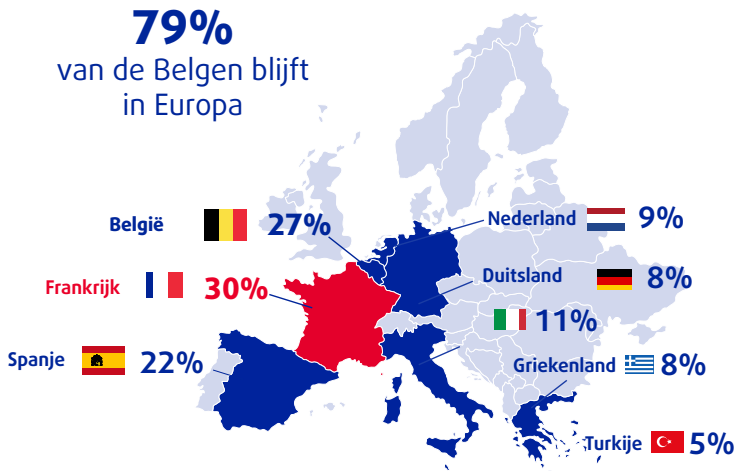 79%
van de Belgen blijft
in Europa
België 27%
Nederland 9%
Frankrijk 30%
Duitsland 8%
11%
Spanje 22%
Griekenland 8%
Turkije 5%